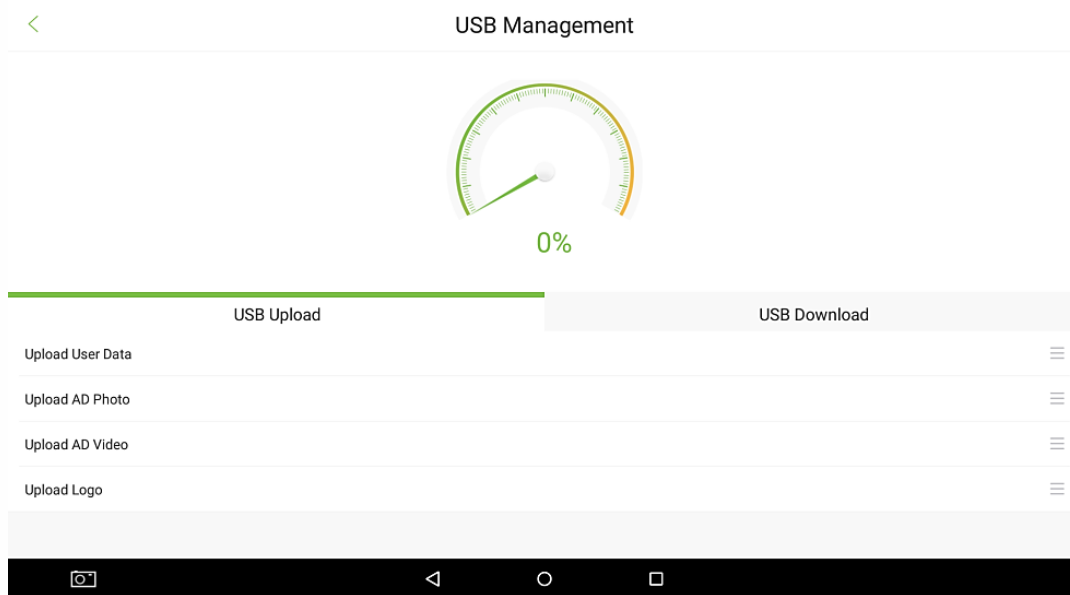 USB Management
0%
USB Upload
USB Download
Upload User Data
Upload AD Photo
Upload AD Video
Upload Logo